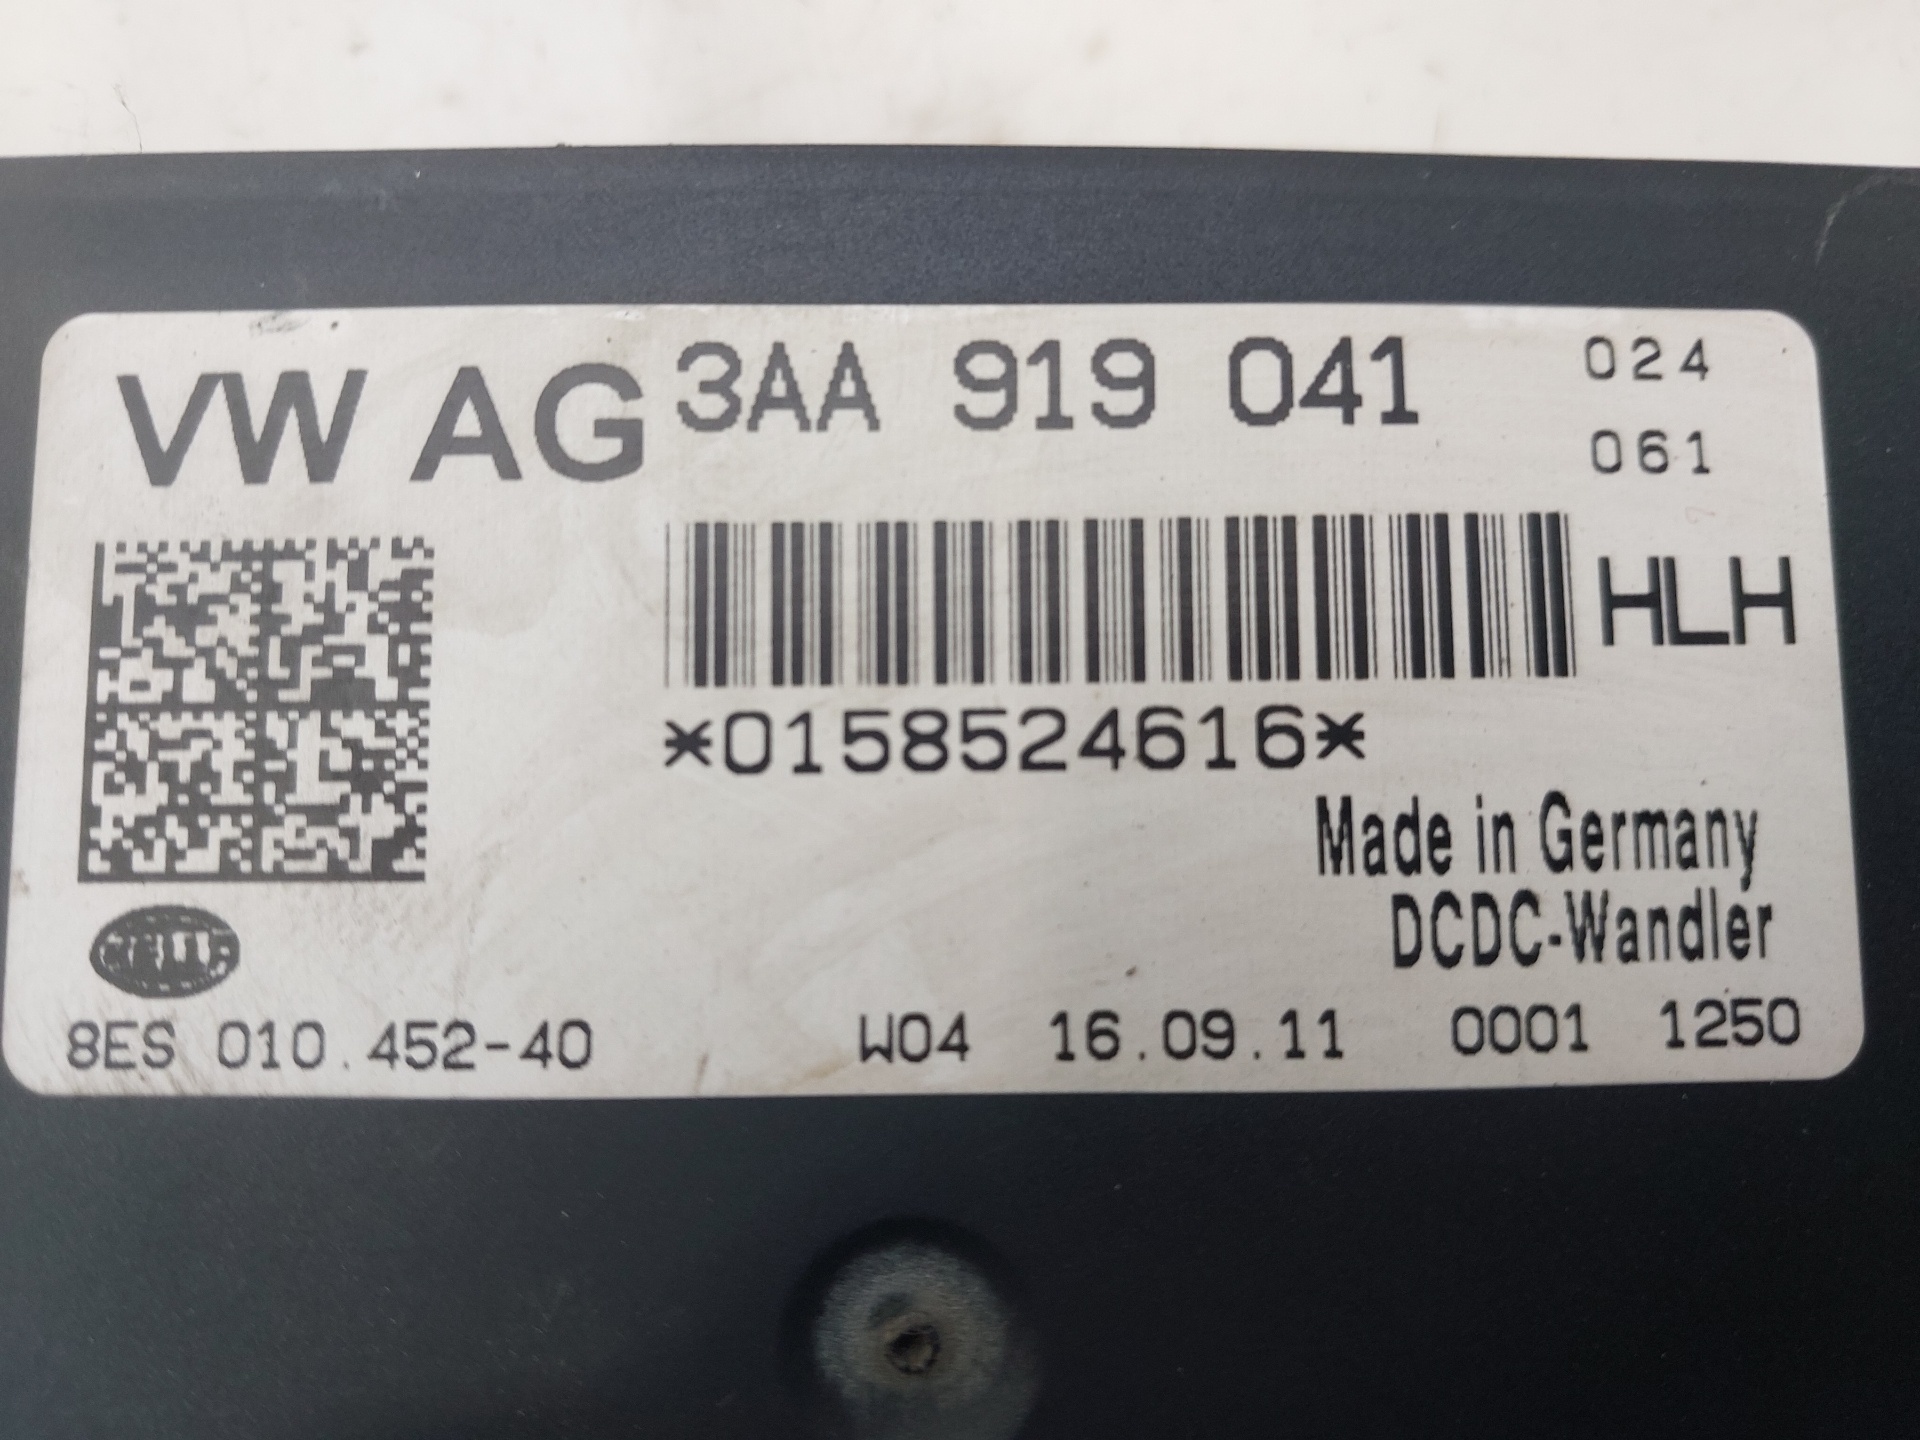 VW AG 3AA 919 041 024
061
HLH
*0158524616*
Made in Germany
DCDC-Wandler
HELLA
8ES 010.452-40 W04 16.09.11 0001 1250